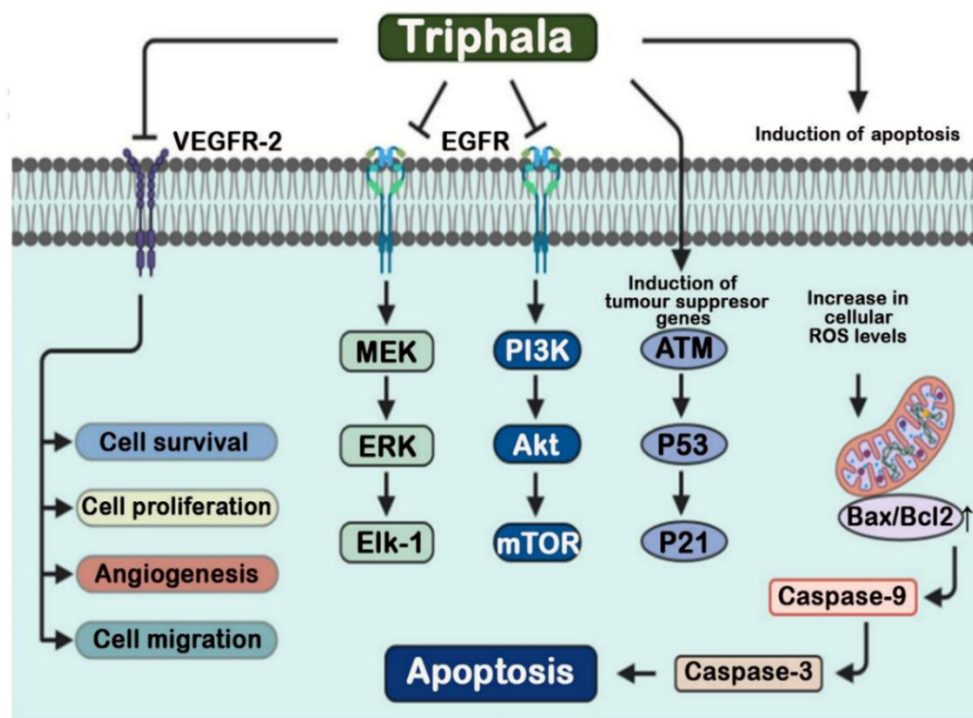 Triphala
VEGFR-2
EGFR
Induction of apoptosis
Induction of
tumour suppresor
genes
Increase in
cellular
ROS levels
MEK
PI3K
ATM
Cell survival
ERK
Akt
P53
Cell proliferation
Elk-1
mTOR
P21
Bax/Bcl2↑
Angiogenesis
Caspase-9
Cell migration
Apoptosis
Caspase-3